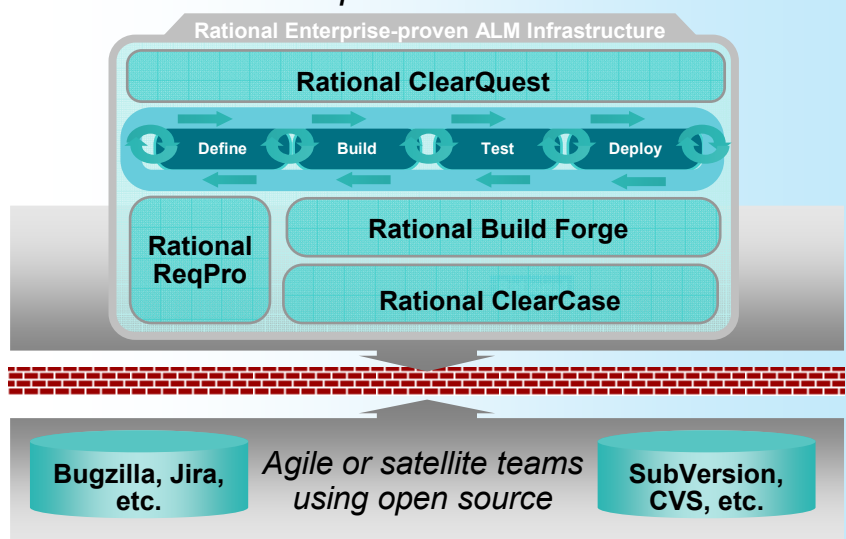 Rational Enterprise-proven ALM Infrastructure
Rational ClearQuest
Define Build Test Deploy
Rational
ReqPro
Rational Build Forge
Rational ClearCase
Bugzilla, Jira,
etc.
Agile or satellite teams
using open source
SubVersion,
CVS, etc.